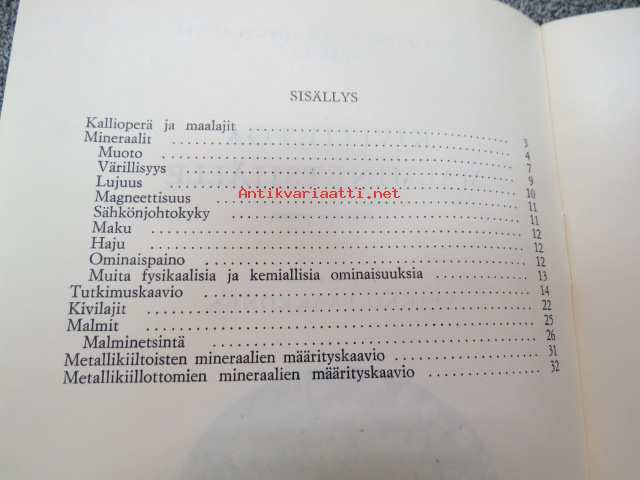 SISÄLLYS
Kallioperä ja maalajit . . . . . . . . . . . . . . . . . . . . 3
Mineraalit . . . . . . . . . . . . . . . . . . . . 4
Muoto . . . . . . . . . . . . . . . . . . . . 7
Värillisyys . . . . . . . . . . . . . . . . . . . . 9
Lujuus . . . . . . . . . . . . . . . . . . . . 10
Magneettisuus . . . . . . . . . . . . . . . . . . . . 11
Antikvariaatti.net
Sähkönjohtokyky . . . . . . . . . . . . . . . . . . . . 11
Maku . . . . . . . . . . . . . . . . . . . . 12
Haju . . . . . . . . . . . . . . . . . . . . 12
Ominaispaino . . . . . . . . . . . . . . . . . . . . 12
Muita fysikaalisia ja kemiallisia ominaisuuksia . . . . . . . . . . 13
Tutkimuskaavio . . . . . . . . . . . . . . . . . . . . 14
Kivilajit . . . . . . . . . . . . . . . . . . . . 22
Malmit . . . . . . . . . . . . . . . . . . . . 25
Malminetsintä . . . . . . . . . . . . . . . . . . . . 26
Metallikiiltoisten mineraalien määrityskaavio . . . . . . . . . . 31
Metallikiillottomien mineraalien määrityskaavio . . . . . . . . . . 32